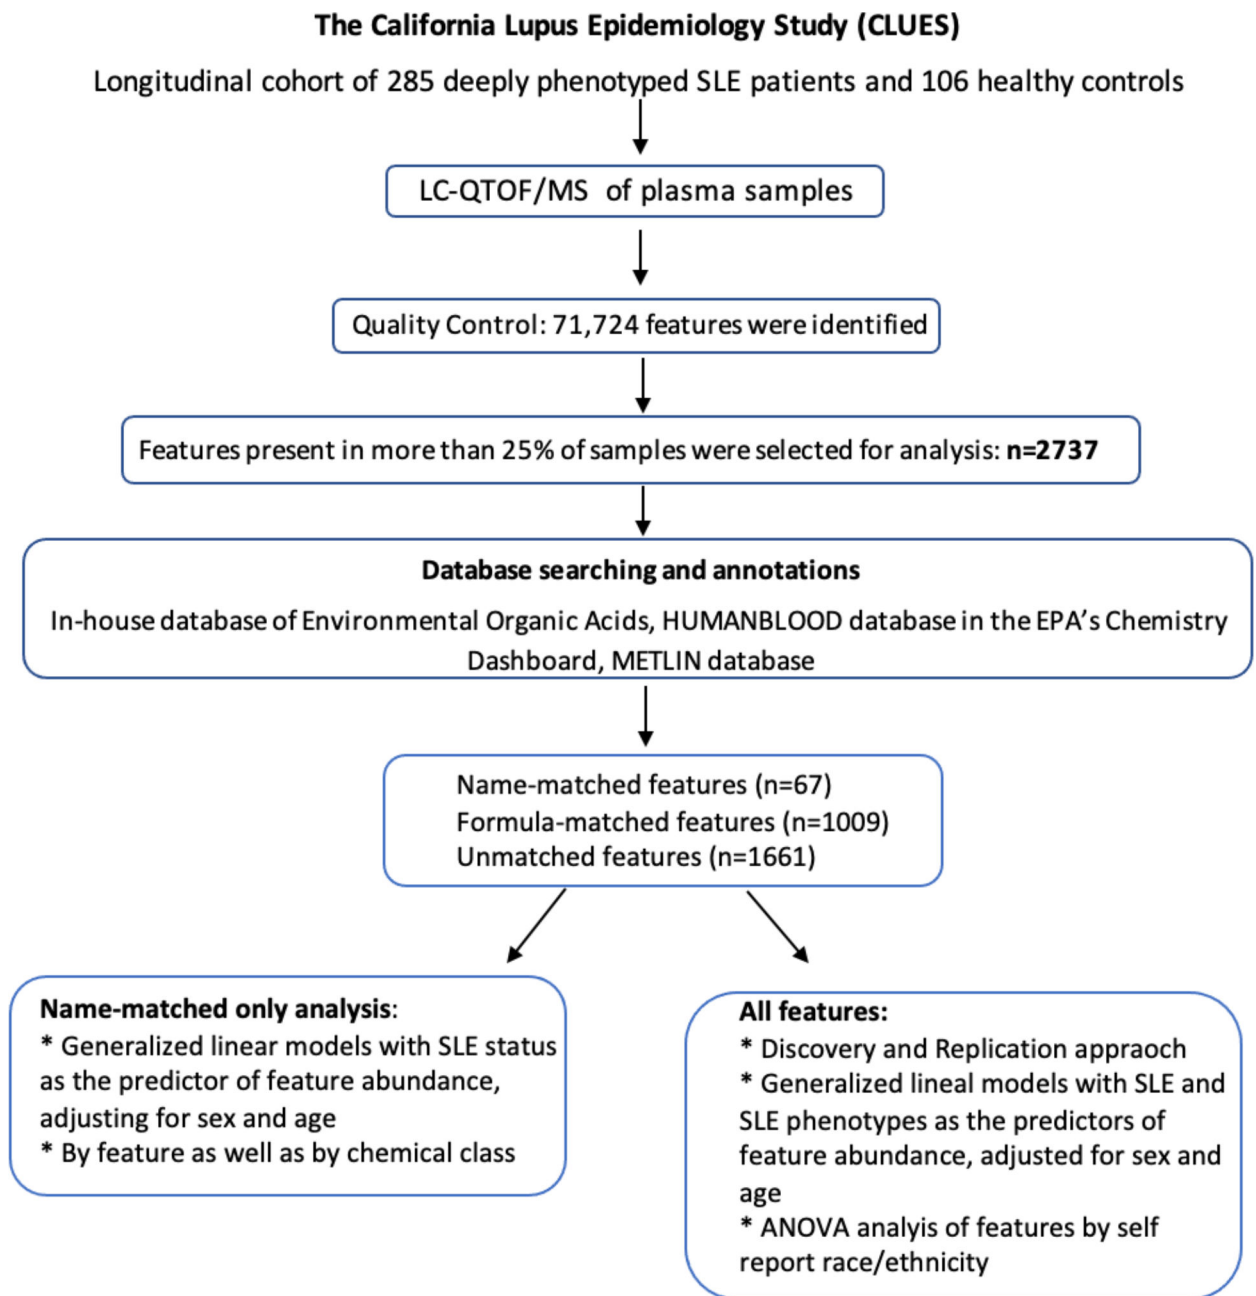 The California Lupus Epidemiology Study (CLUES)
Longitudinal cohort of 285 deeply phenotyped SLE patients and 106 healthy controls
LC-QTOF/MS of plasma samples
Quality Control: 71,724 features were identified
Features present in more than 25% of samples were selected for analysis: n=2737
Database searching and annotations
In-house database of Environmental Organic Acids, HUMANBLOOD database in the EPA’s Chemistry
Dashboard, METLIN database
Name-matched features (n=67)
Formula-matched features (n=1009)
Unmatched features (n=1661)
Name-matched only analysis:
* Generalized linear models with SLE status
as the predictor of feature abundance,
adjusting for sex and age
* By feature as well as by chemical class
All features:
* Discovery and Replication appraoch
* Generalized lineal models with SLE and
SLE phenotypes as the predictors of
feature abundance, adjusted for sex and
age
* ANOVA analyis of features by self
report race/ethnicity